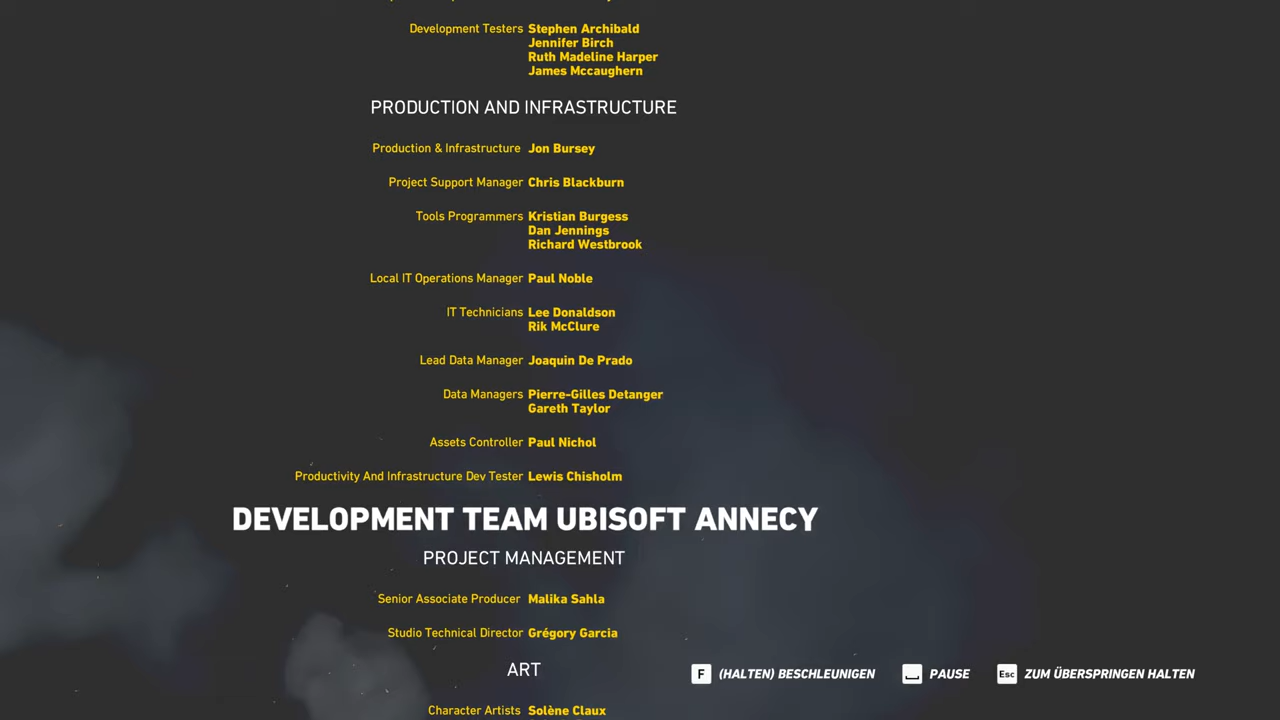 Development Testers Stephen Archibald
Jennifer Birch
Ruth Madeline Harper
James Mccaughern
PRODUCTION AND INFRASTRUCTURE
Production & Infrastructure Jon Bursey
Project Support Manager Chris Blackburn
Tools Programmers Kristian Burgess
Dan Jennings
Richard Westbrook
Local IT Operations Manager Paul Noble
IT Technicians Lee Donaldson
Rik McClure
Lead Data Manager Joaquin De Prado
Data Managers Pierre-Gilles Detanger
Gareth Taylor
Assets Controller Paul Nichol
Productivity And Infrastructure Dev Tester Lewis Chisholm
DEVELOPMENT TEAM UBISOFT ANNECY
PROJECT MANAGEMENT
Senior Associate Producer Malika Sahla
Studio Technical Director Grégory Garcia
ART
F (HALTEN) BESCHLEUNIGEN PAUSE Esc ZUM ÜBERSPRINGEN HALTEN
Character Artists Solène Claux